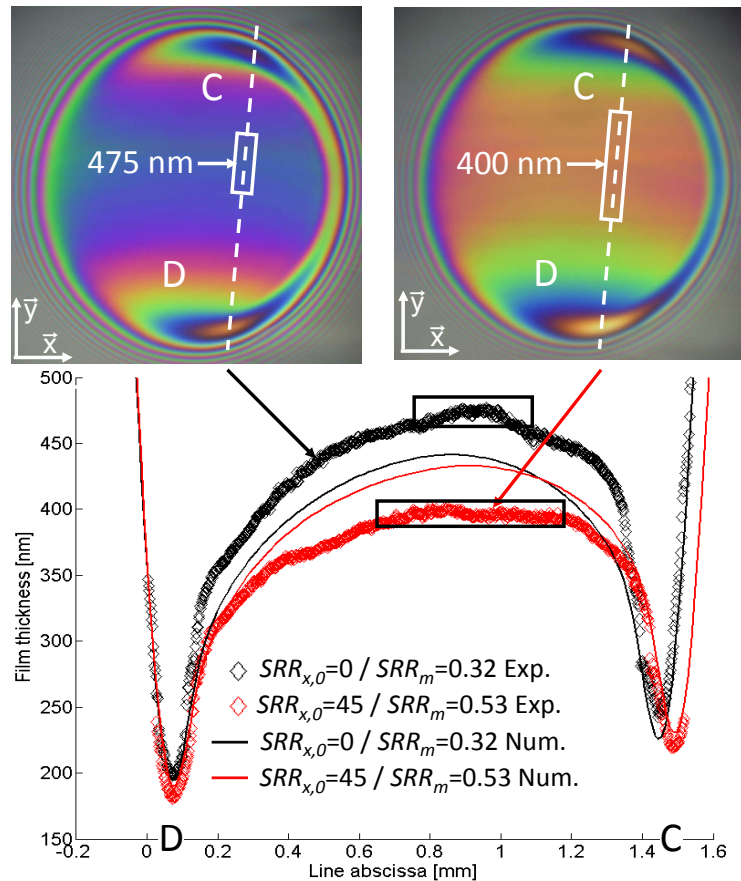 C
475 nm
D
y
x
C
400 nm
D
y
x
500
450
400
350
300
250
200
150
Film thickness [nm]
SRRx,0=0 / SRRm=0.32 Exp.
SRRx,0=45 / SRRm=0.53 Exp.
SRRx,0=0 / SRRm=0.32 Num.
SRRx,0=45 / SRRm=0.53 Num.
D
C
-0.2 0 0.2 0.4 0.6 0.8 1.0 1.2 1.4 1.6
Line abscissa [mm]